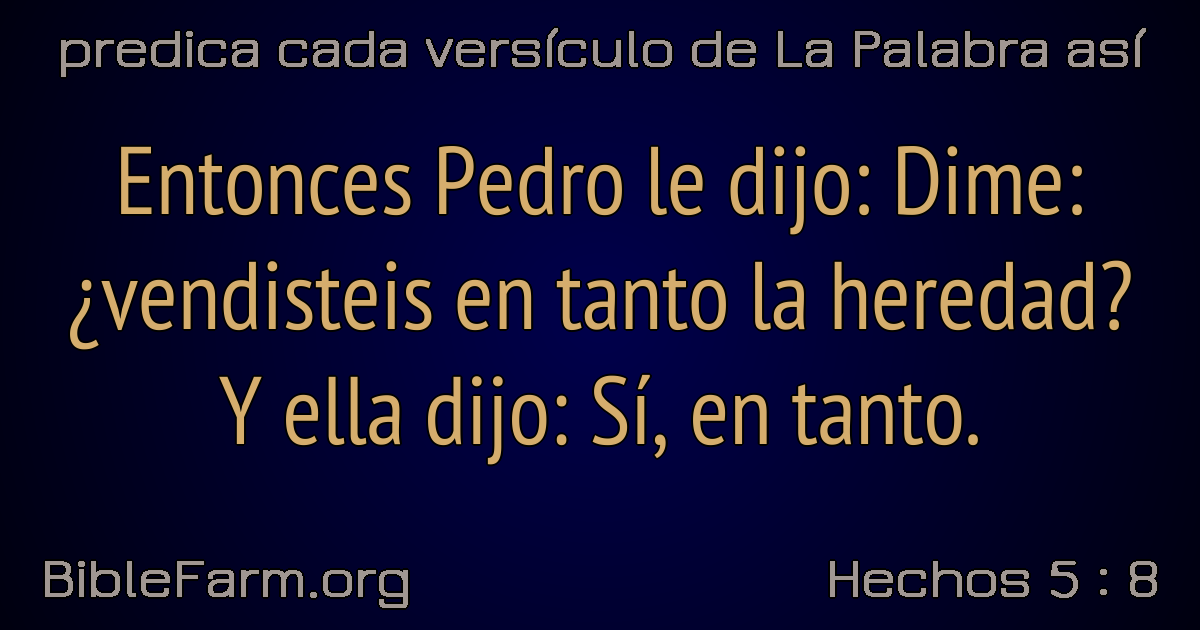 predica cada versículo de La Palabra así
Entonces Pedro le dijo: Dime:
¿vendisteis en tanto la heredad?
Y ella dijo: Sí, en tanto.
BibleFarm.org
Hechos 5 : 8